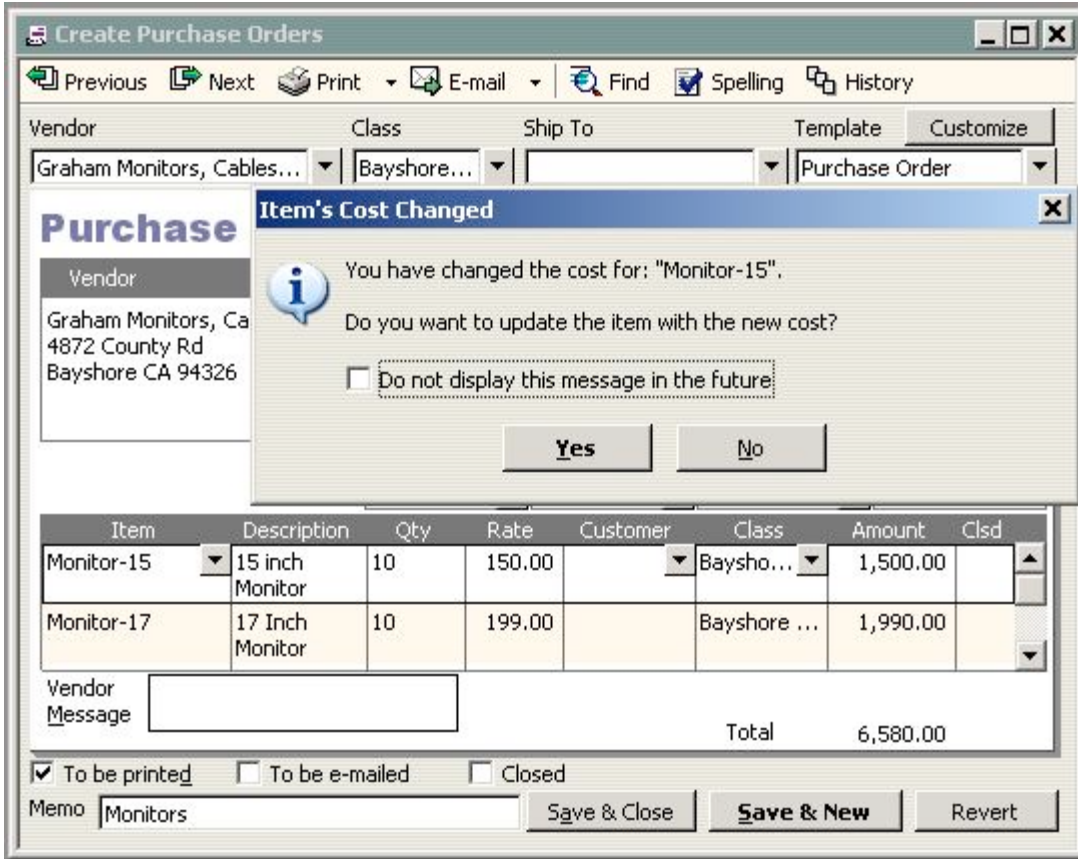 Create Purchase Orders
Previous Next Print E-mail Find Spelling History
Vendor Class Ship To Template Customize
Graham Monitors, Cables... Bayshore... Purchase Order
Item's Cost Changed
You have changed the cost for: "Monitor-15".
Do you want to update the item with the new cost?
Do not display this message in the future
Yes No
Purchase
Vendor
Graham Monitors, Ca
4872 County Rd
Bayshore CA 94326
Item Description Qty Rate Customer Class Amount Clsd
Monitor-15 15 inch 10 150.00 Baysho... 1,500.00
Monitor
Monitor-17 17 Inch 10 199.00 Bayshore ... 1,990.00
Monitor
Vendor
Message
Total 6,580.00
To be printed To be e-mailed Closed
Memo Monitors Save & Close Save & New Revert